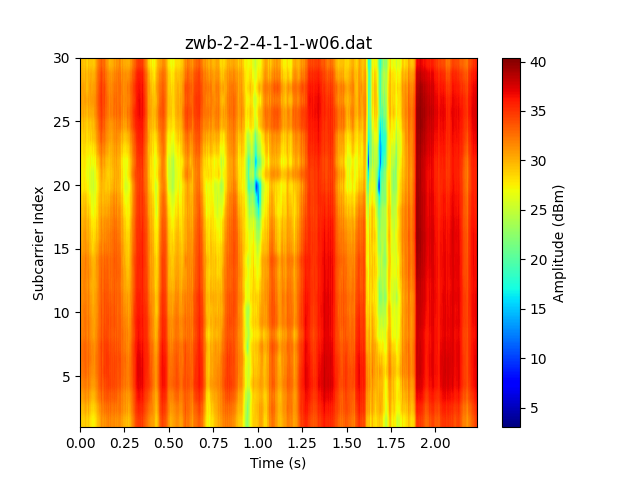 zwb-2-2-4-1-1-w06.dat
30
25
20
15
10
5
Subcarrier Index
0.00 0.25 0.50 0.75 1.00 1.25 1.50 1.75 2.00
Time (s)
40
35
30
25
20
15
10
5
Amplitude (dBm)